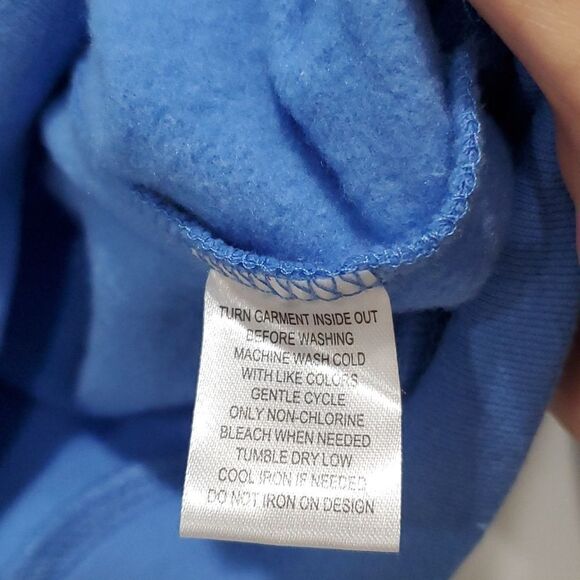 TURN GARMENT INSIDE OUT
BEFORE WASHING
MACHINE WASH COLD
WITH LIKE COLORS
GENTLE CYCLE
ONLY NON-CHLORINE
BLEACH WHEN NEEDED
TUMBLE DRY LOW
COOL IRON IF NEEDED
DO NOT IRON ON DESIGN